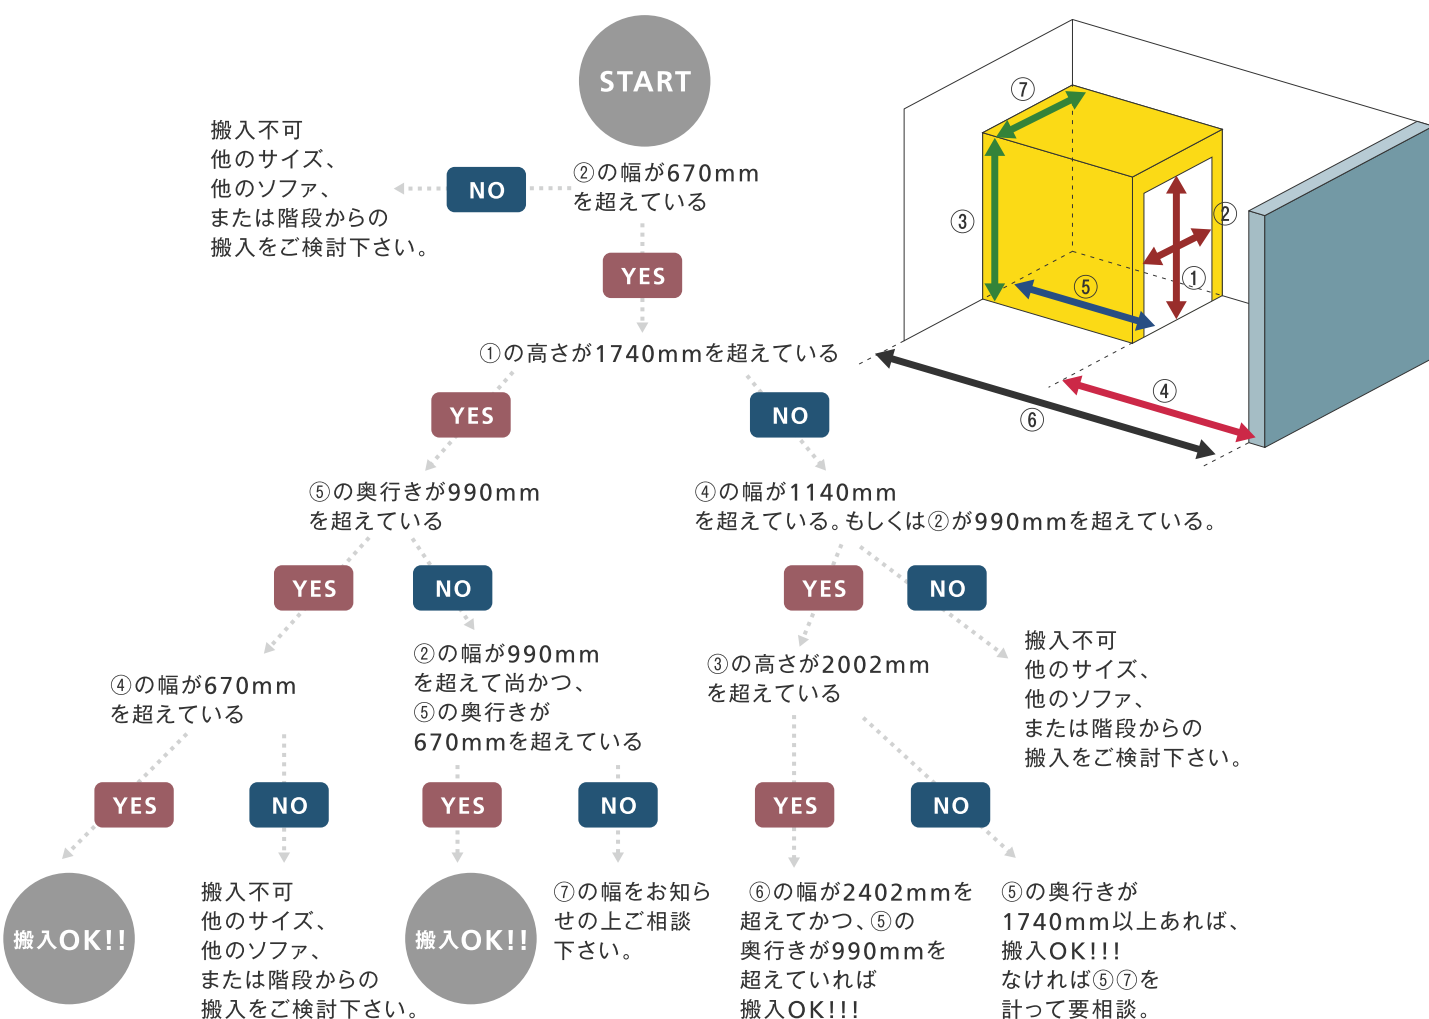 START
②の幅が670mm
を超えている
NO
搬入不可
他のサイズ、
他のソファ、
または階段からの
搬入をご検討下さい。
YES
①の高さが1740mmを超えている
YES
NO
⑤の奥行きが990mm
を超えている
④の幅が1140mm
を超えている。もしくは②が990mmを超えている。
YES
NO
YES
NO
④の幅が670mm
を超えている
②の幅が990mm
を超えて尚かつ、
⑤の奥行きが
670mmを超えている
③の高さが2002mm
を超えている
搬入不可
他のサイズ、
他のソファ、
または階段からの
搬入をご検討下さい。
YES
NO
YES
NO
YES
NO
搬入OK!!
搬入不可
他のサイズ、
他のソファ、
または階段からの
搬入をご検討下さい。
搬入OK!!
⑦の幅をお知ら
せの上ご相談
下さい。
⑥の幅が2402mmを
超えてかつ、⑤の
奥行きが990mmを
超えていれば
搬入OK!!!
⑤の奥行きが
1740mm以上あれば、
搬入OK!!!
なければ⑤⑦を
計って要相談。
⑦
③
②
①
⑤
④
⑥